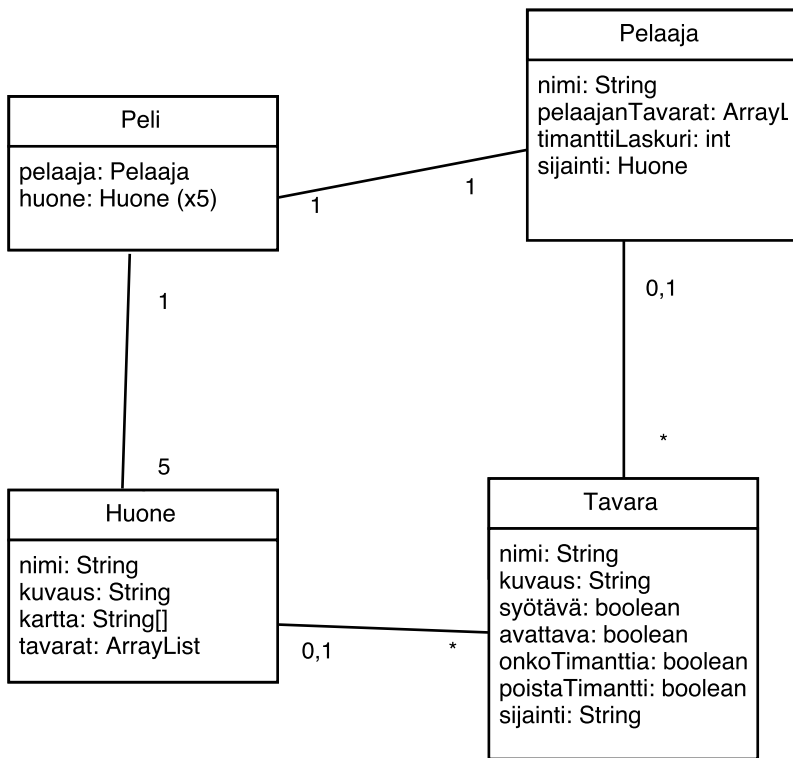 Pelaaja
nimi: String
pelaajanTavarat: ArrayL
timanttiLaskuri: int
sijainti: Huone
Peli
pelaaja: Pelaaja
huone: Huone (x5)
1
1
1
0,1
5
*
Huone
nimi: String
kuvaus: String
kartta: String[]
tavarat: ArrayList
0,1
*
Tavara
nimi: String
kuvaus: String
syötävä: boolean
avattava: boolean
onkoTimanttia: boolean
poistaTimantti: boolean
sijainti: String